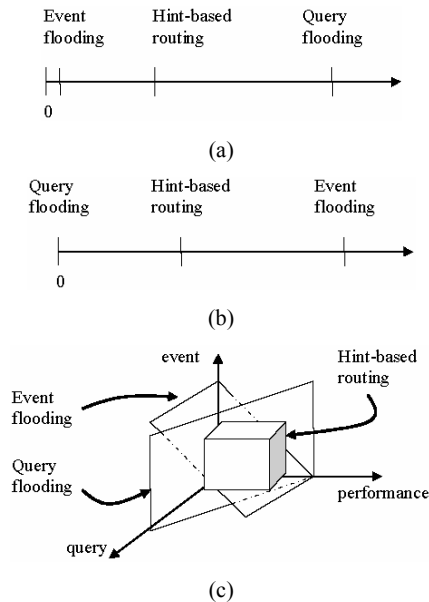 Event flooding
Hint-based routing
Query flooding
0
(a)
Query flooding
Hint-based routing
Event flooding
0
(b)
event
Hint-based routing
Event flooding
Query flooding
performance
query
(c)